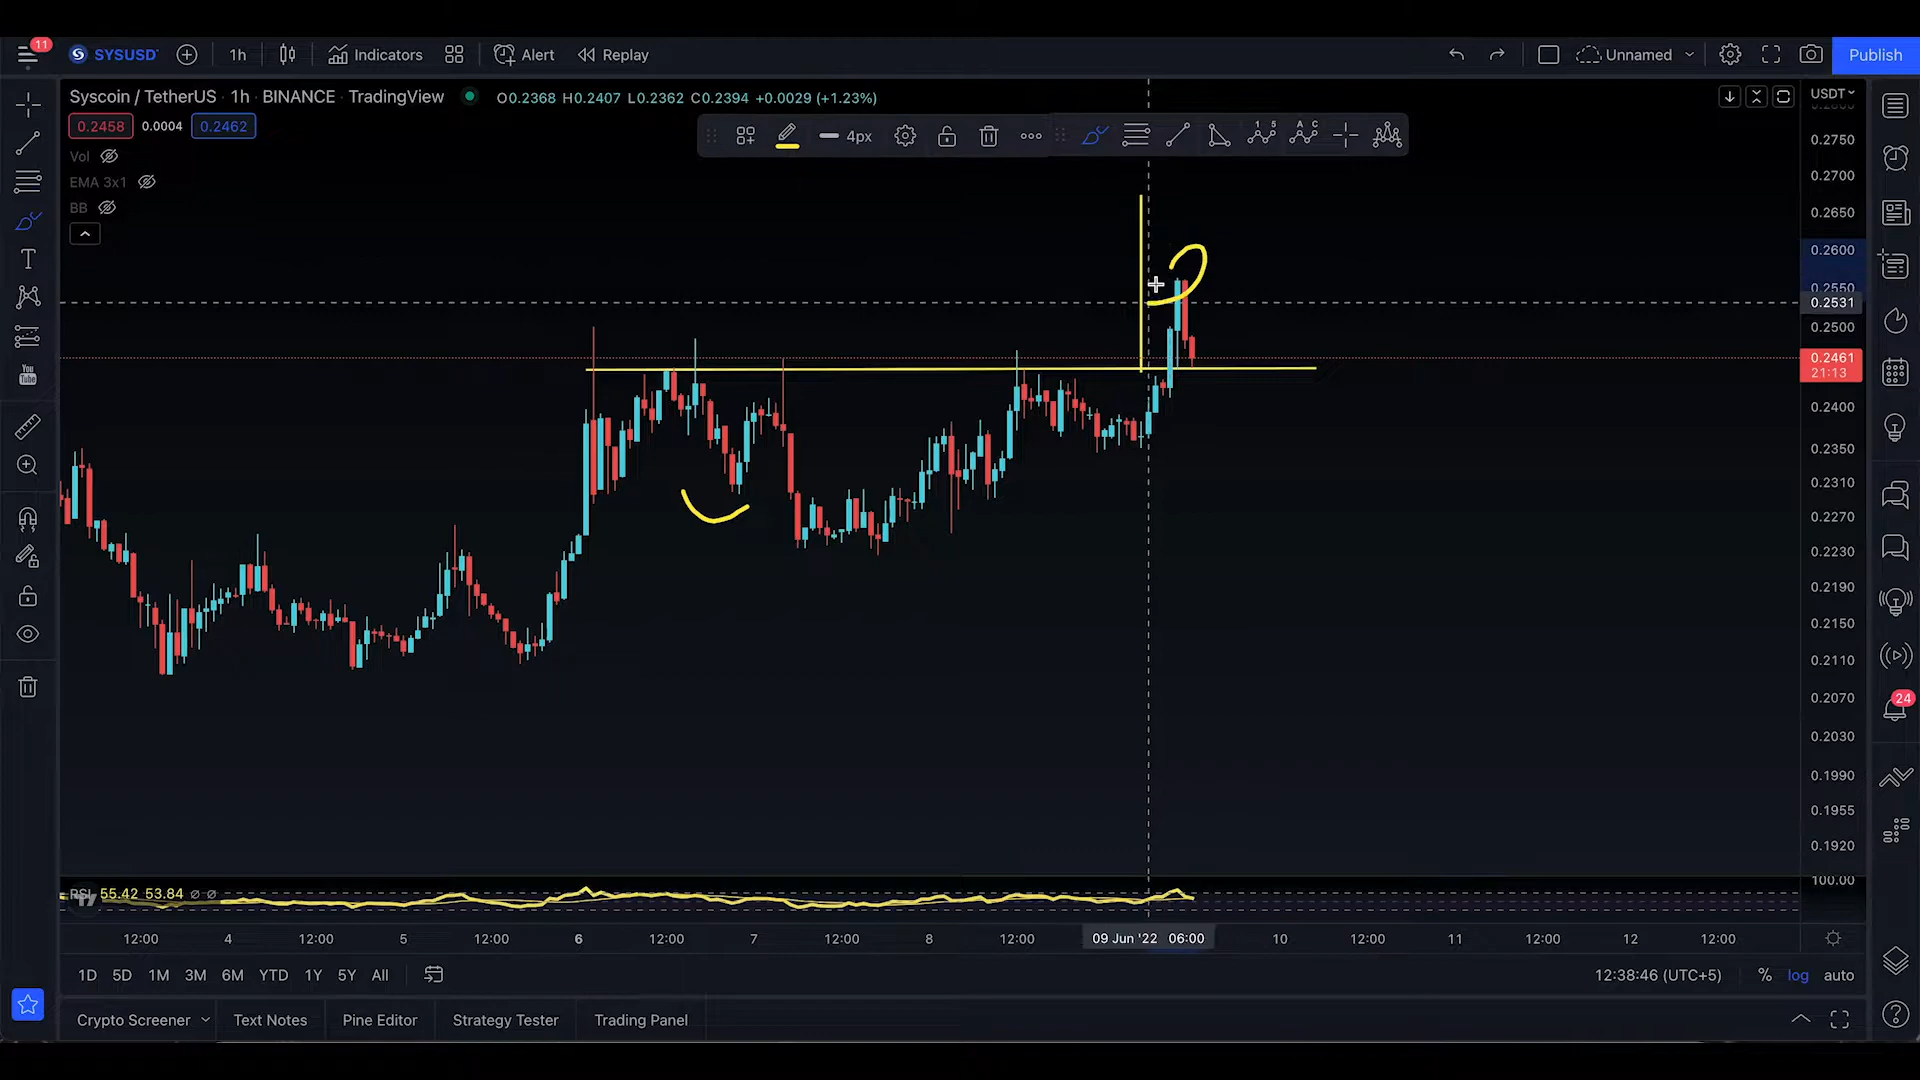 11
SYSUSD
1h
Indicators
Alert
Replay
Unnamed
Publish
Syscoin / TetherUS · 1h · BINANCE · TradingView
O0.2368 H0.2407 L0.2362 C0.2394 +0.0029 (+1.23%)
USDT
0.2458
0.0004
0.2462
4px
Vol
EMA 3x1
BB
0.2750
0.2700
0.2650
0.2600
0.2550
0.2531
0.2500
0.2461
21:13
0.2400
0.2350
0.2310
0.2270
0.2230
0.2190
0.2150
0.2110
0.2070
0.2030
0.1990
0.1955
0.1920
100.00
24
You
Tube
RSI 55.42 53.84 ∅ ∅
12:00 4 12:00 5 12:00 6 12:00 7 12:00 8 12:00 09 Jun '22 06:00 10 12:00 11 12:00 12 12:00
1D 5D 1M 3M 6M YTD 1Y 5Y All
12:38:46 (UTC+5) % log auto
Crypto Screener
Text Notes
Pine Editor
Strategy Tester
Trading Panel